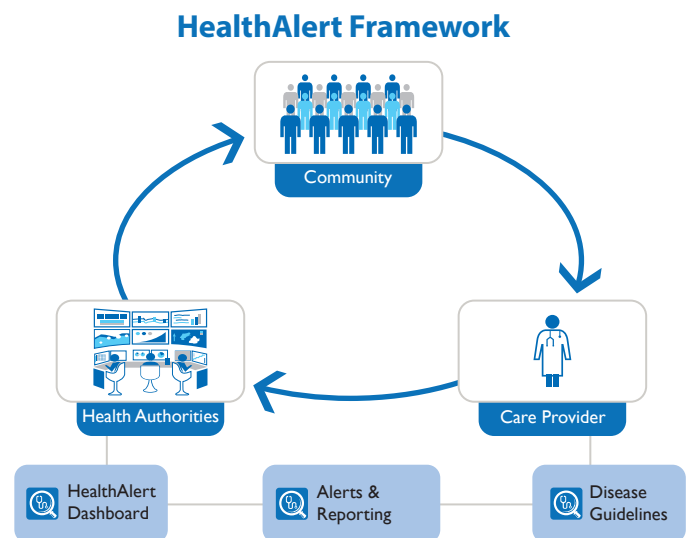 HealthAlert Framework
Community
Health Authorities
Care Provider
HealthAlert
Dashboard
Alerts &
Reporting
Disease
Guidelines